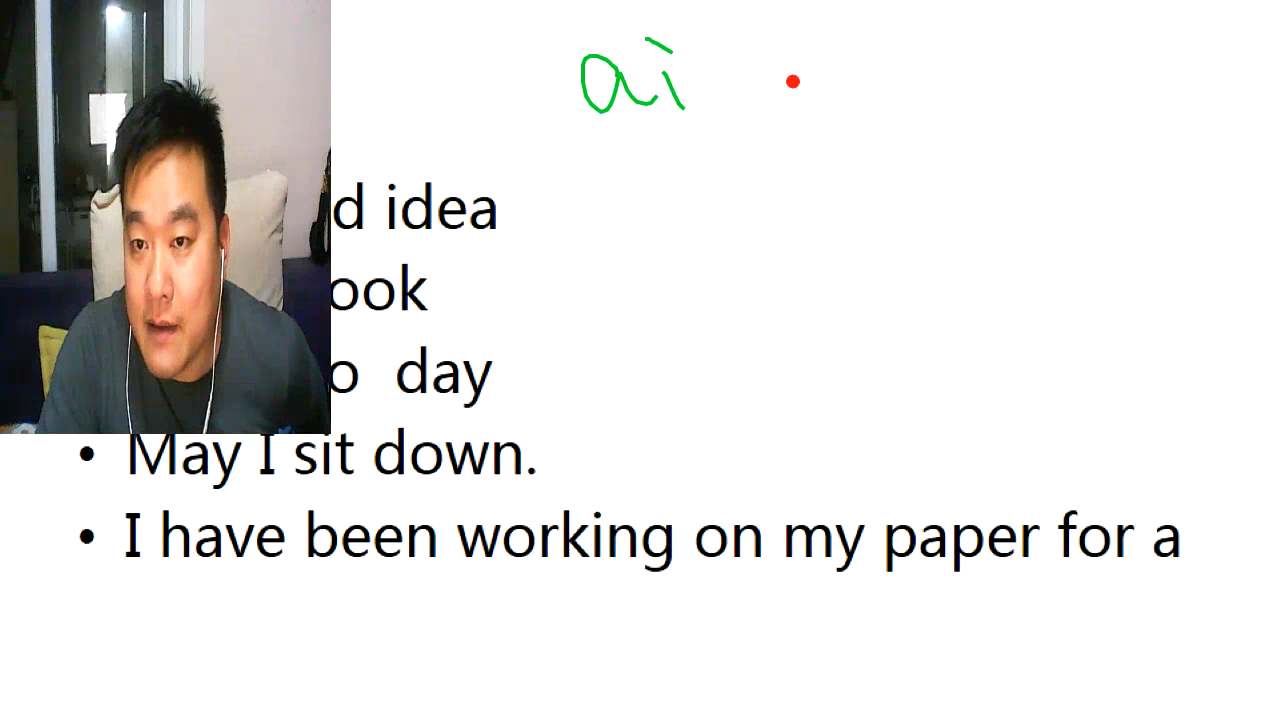 ai
d idea
ook
o day
• May I sit down.
• I have been working on my paper for a